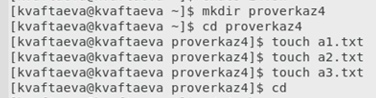 [kvaftaeva@kvaftaeva ~]$ mkdir proverkaz4
[kvaftaeva@kvaftaeva ~]$ cd proverkaz4
[kvaftaeva@kvaftaeva proverkaz4]$ touch a1.txt
[kvaftaeva@kvaftaeva proverkaz4]$ touch a2.txt
[kvaftaeva@kvaftaeva proverkaz4]$ touch a3.txt
[kvaftaeva@kvaftaeva proverkaz4]$ cd